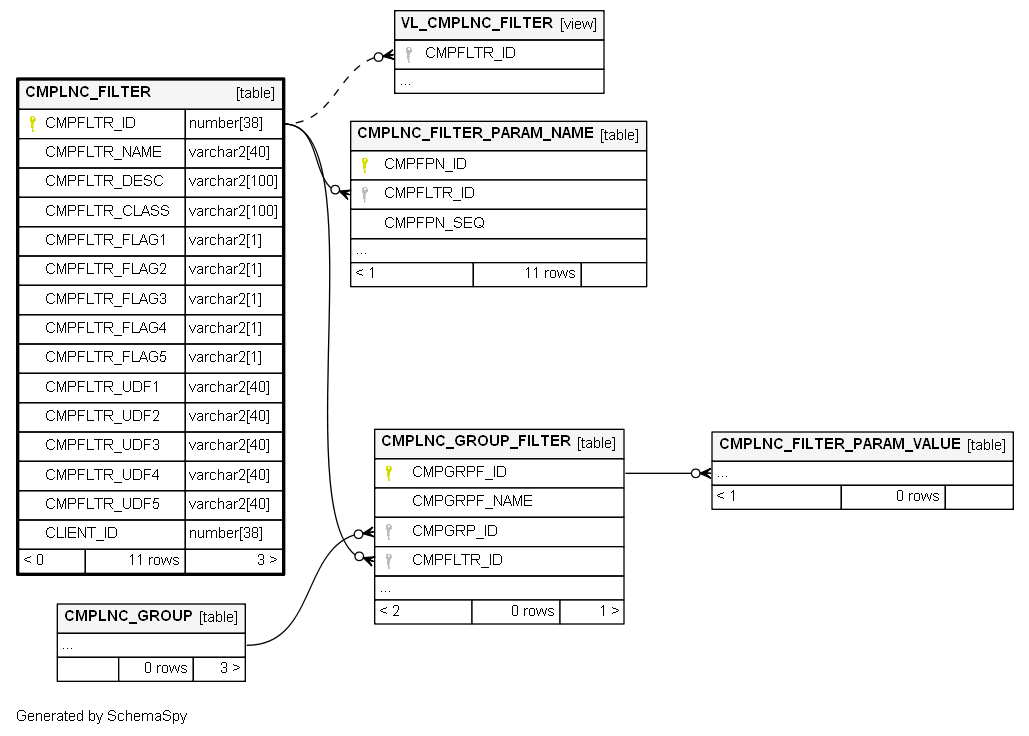 VL_CMPLNC_FILTER [view]
CMPFLTR_ID
...
CMPLNC_FILTER [table]
CMPFLTR_ID number[38]
CMPFLTR_NAME varchar2[40]
CMPFLTR_DESC varchar2[100]
CMPFLTR_CLASS varchar2[100]
CMPFLTR_FLAG1 varchar2[1]
CMPFLTR_FLAG2 varchar2[1]
CMPFLTR_FLAG3 varchar2[1]
CMPFLTR_FLAG4 varchar2[1]
CMPFLTR_FLAG5 varchar2[1]
CMPFLTR_UDF1 varchar2[40]
CMPFLTR_UDF2 varchar2[40]
CMPFLTR_UDF3 varchar2[40]
CMPFLTR_UDF4 varchar2[40]
CMPFLTR_UDF5 varchar2[40]
CLIENT_ID number[38]
< 0 11 rows 3 >
CMPLNC_FILTER_PARAM_NAME [table]
CMPFPN_ID
CMPFLTR_ID
CMPFPN_SEQ
...
< 1 11 rows
CMPLNC_GROUP_FILTER [table]
CMPGRPF_ID
CMPGRPF_NAME
CMPGRP_ID
CMPFLTR_ID
...
< 2 0 rows 1 >
CMPLNC_FILTER_PARAM_VALUE [table]
...
< 1 0 rows
CMPLNC_GROUP [table]
...
0 rows 3 >
Generated by SchemaSpy